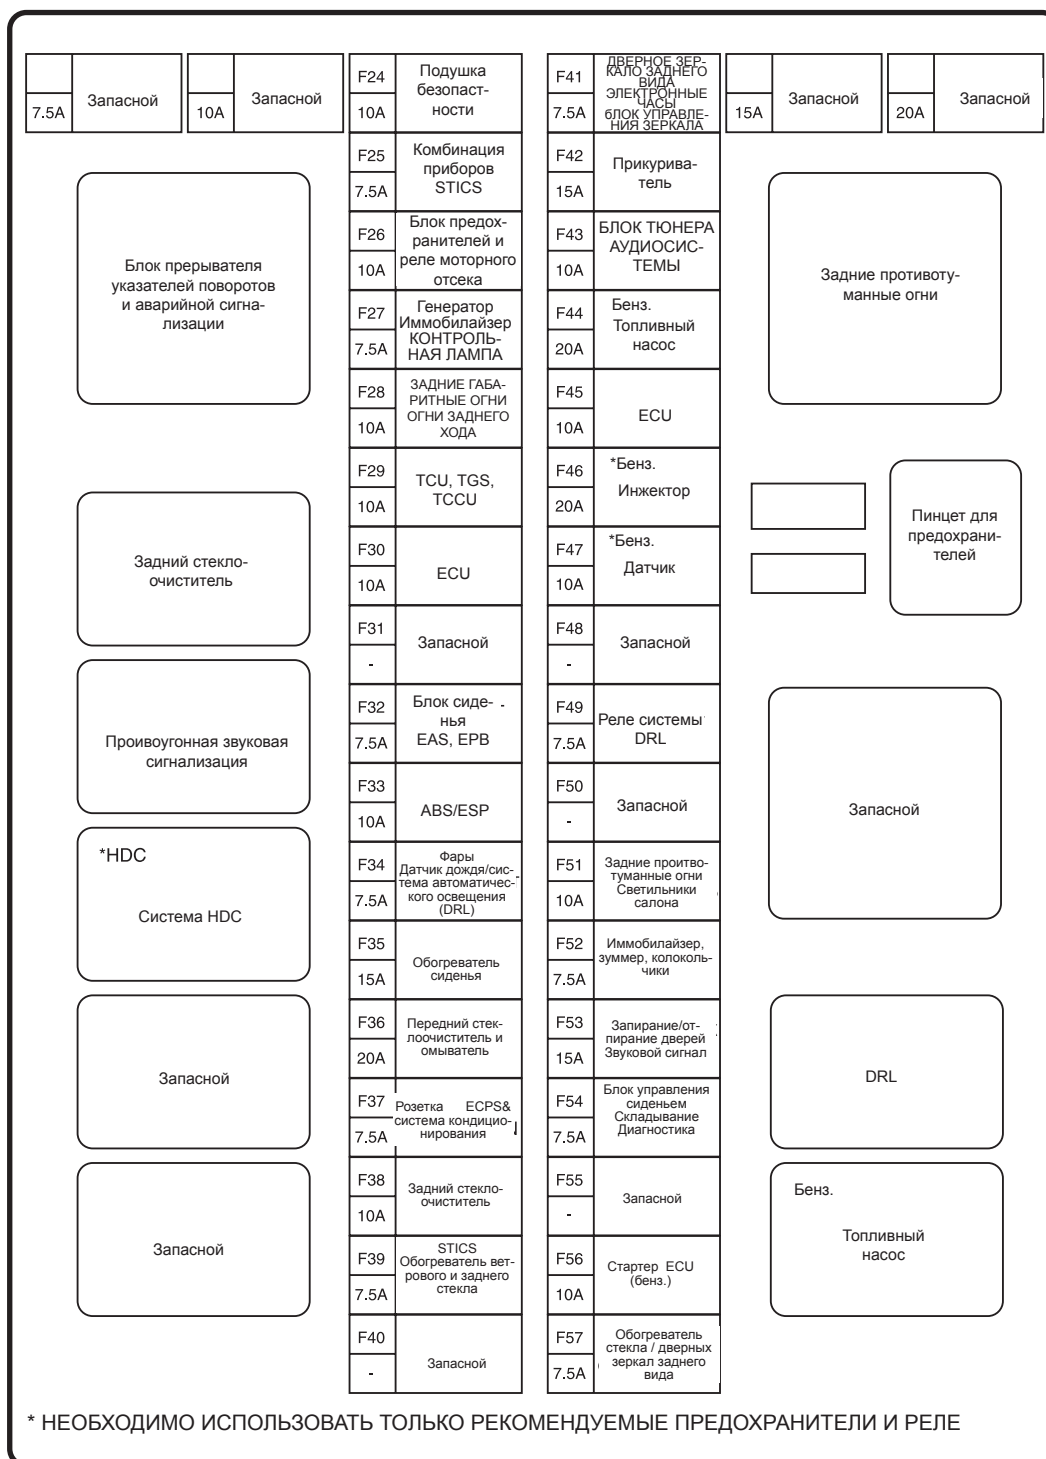 7.5A
Запасной
10A
Запасной
F24
10A
Подушка
безопаст-
ности
F41
7.5A
ДВЕРНОЕ ЗЕР-
КАЛО ЗАДНЕГО
ВИДА
ЭЛЕКТРОННЫЕ
ЧАСЫ
бЛОК УПРАВЛЕ-
НИЯ ЗЕРКАЛА
15A
Запасной
20A
Запасной
Блок прерывателя
указателей поворотов
и аварийной сигна-
лизации
Задний стекло-
очиститель
Проивоугонная звуковая
сигнализация
*HDC
Система HDC
Запасной
Запасной
F25
7.5A
Комбинация
приборов
STICS
F26
10A
Блок предох-
ранителей и
реле моторного
отсека
F27
7.5A
Генератор
Иммобилайзер
КОНТРОЛЬ-
НАЯ ЛАМПА
F28
10A
ЗАДНИЕ ГАБА-
РИТНЫЕ ОГНИ
ОГНИ ЗАДНЕГО
ХОДА
F29
10A
TCU, TGS,
TCCU
F30
10A
ECU
F31
-
Запасной
F32
7.5A
Блок сиде-
нья
EAS, EPB
F33
10A
ABS/ESP
F34
7.5A
Фары
Датчик дождя/сис-
тема автоматичес-
кого освещения
(DRL)
F35
15A
Обогреватель
сиденья
F36
20A
Передний стек-
лоочиститель и
омыватель
F37
7.5A
Розетка ECPS&
система кондицио-
нирования
F38
10A
Задний стекло-
очиститель
F39
7.5A
STICS
Обогреватель вет-
рового и заднего
стекла
F40
-
Запасной
F42
15A
Прикурива-
тель
F43
10A
БЛОК ТЮНЕРА
АУДИОСИС-
ТЕМЫ
F44
20A
Бенз.
Топливный
насос
F45
10A
ECU
F46
20A
*Бенз.
Инжектор
F47
10A
*Бенз.
Датчик
F48
-
Запасной
F49
7.5A
Реле системы
DRL
F50
-
Запасной
F51
10A
Задние проитво-
туманные огни
Светильники
салона
F52
7.5A
Иммобилайзер,
зуммер, колоколь-
чики
F53
15A
Запирание/от-
пирание дверей
Звуковой сигнал
F54
7.5A
Блок управления
сиденьем
Складывание
Диагностика
F55
-
Запасной
F56
10A
Стартер ECU
(бенз.)
F57
7.5A
Обогреватель
стекла / дверных
зеркал заднего
вида
Задние противоту-
манные огни
Пинцет для
предохрани-
телей
Запасной
DRL
Бенз.
Топливный
насос
* НЕОБХОДИМО ИСПОЛЬЗОВАТЬ ТОЛЬКО РЕКОМЕНДУЕМЫЕ ПРЕДОХРАНИТЕЛИ И РЕЛЕ